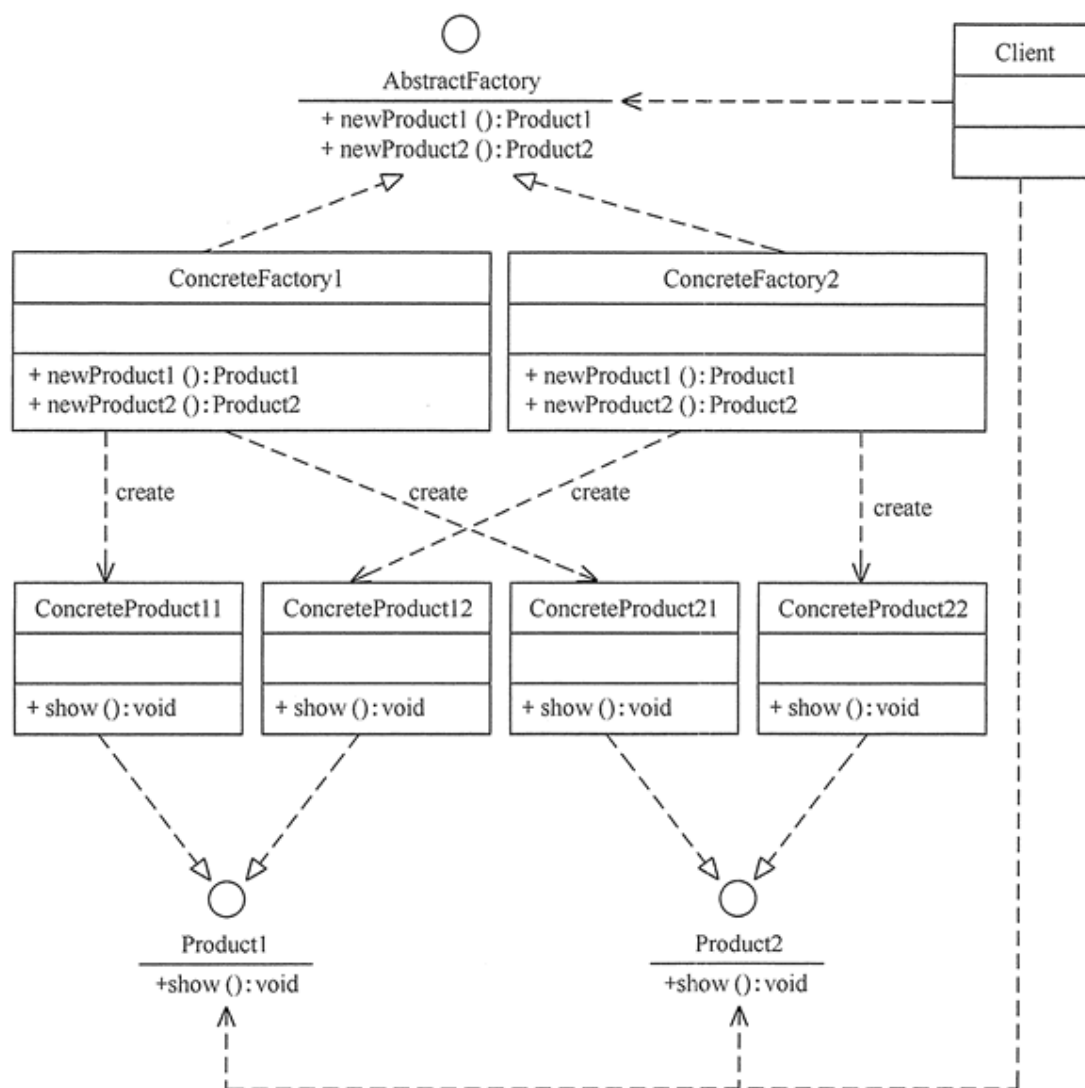 Client
AbstractFactory
+ newProduct1 () : Product1
+ newProduct2 () : Product2
ConcreteFactory1
+ newProduct1 () : Product1
+ newProduct2 () : Product2
ConcreteFactory2
+ newProduct1 () : Product1
+ newProduct2 () : Product2
create
create
create
create
ConcreteProduct11
+ show () : void
ConcreteProduct12
+ show () : void
ConcreteProduct21
+ show () : void
ConcreteProduct22
+ show () : void
Product1
+show () : void
Product2
+show () : void